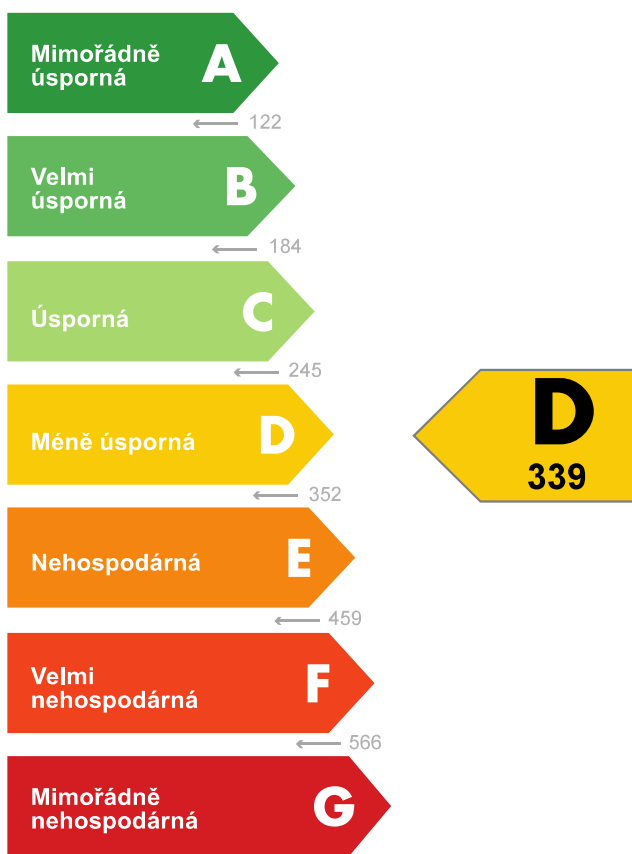 Mimořádně
úsporná
A
122
Velmi
úsporná
B
184
Úsporná
C
245
Méně úsporná
D
352
D
339
Nehospodárná
E
459
Velmi
nehospodárná
F
566
Mimořádně
nehospodárná
G